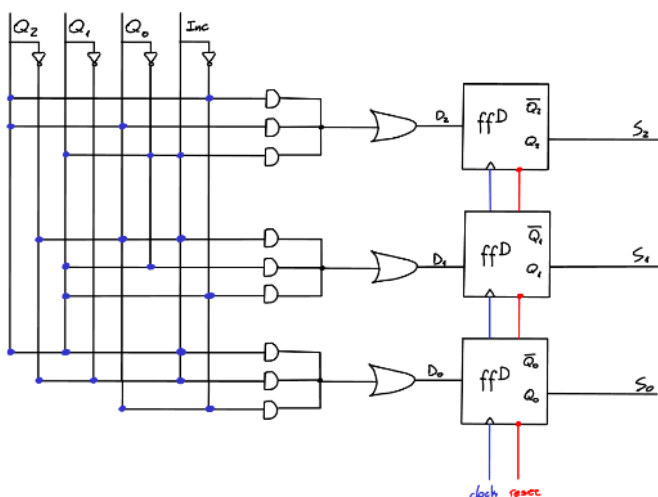 Q2 Q1 Q0 Inc
D2 ffD Q̅2 Q2 S2
D1 ffD Q̅1 Q1 S1
D0 ffD Q̅0 Q0 S0
clock reset